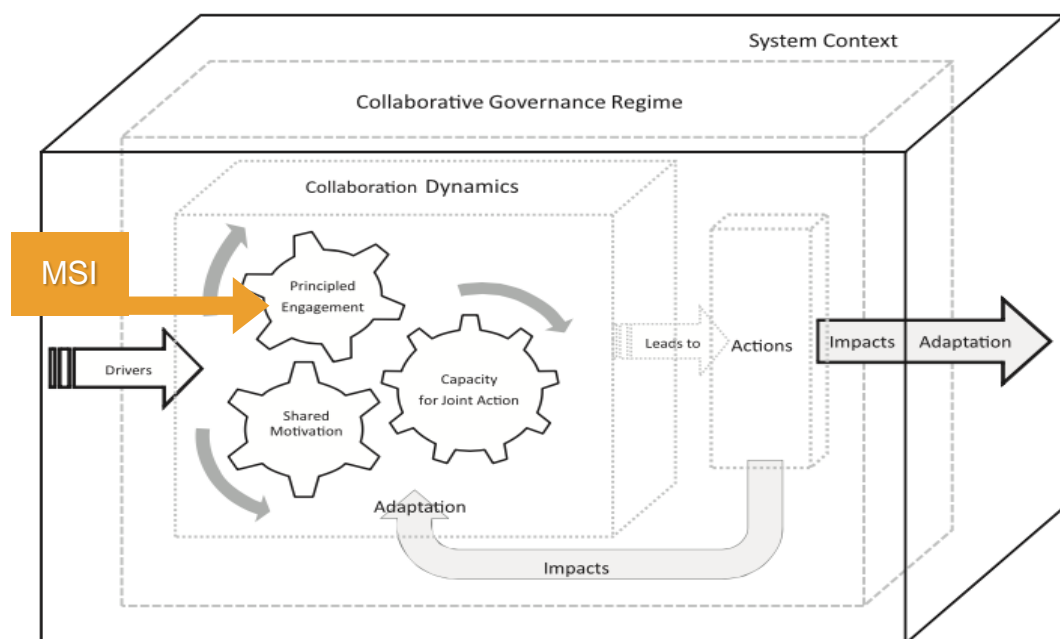 System Context
Collaborative Governance Regime
Collaboration Dynamics
MSI
Principled
Engagement
Drivers
Shared
Motivation
Capacity
for Joint Action
Leads to
Actions
Impacts
Adaptation
Adaptation
Impacts